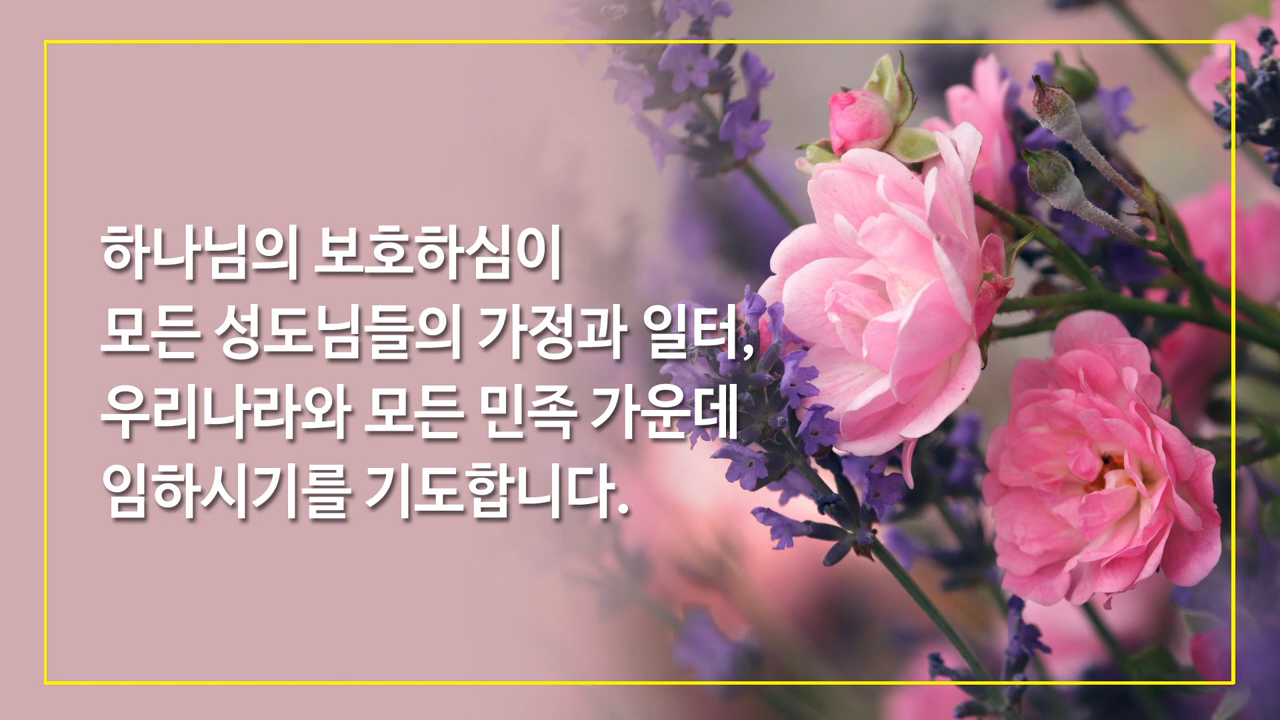 하나님의 보호하심이
모든 성도님들의 가정과 일터,
우리나라와 모든 민족 가운데
임하시기를 기도합니다.